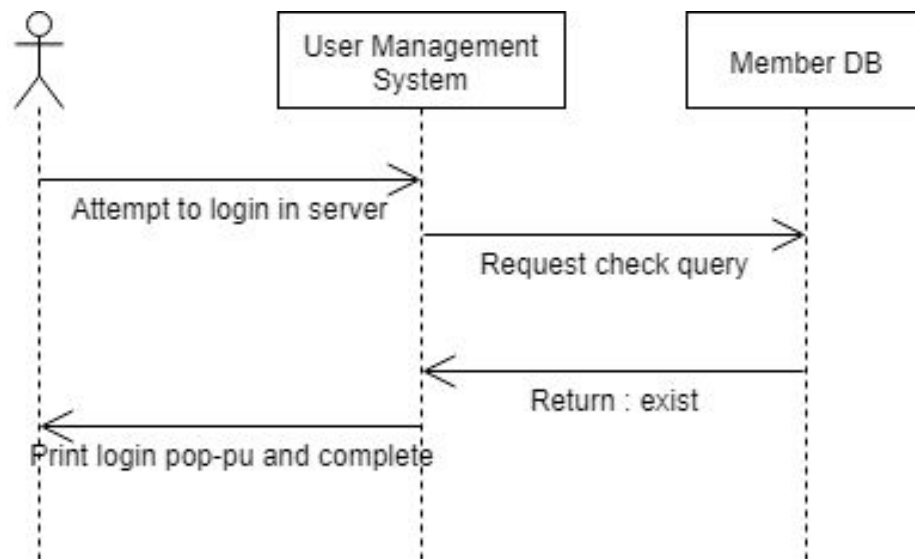 User Management
System
Member DB
Attempt to login in server
Request check query
Return : exist
Print login pop-pu and complete